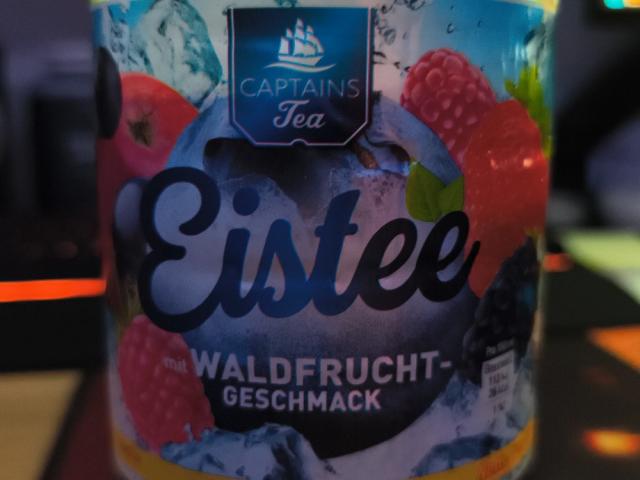 CAPTAINS
Tea
Eistee
mit WALDFRUCHT-
GESCHMACK